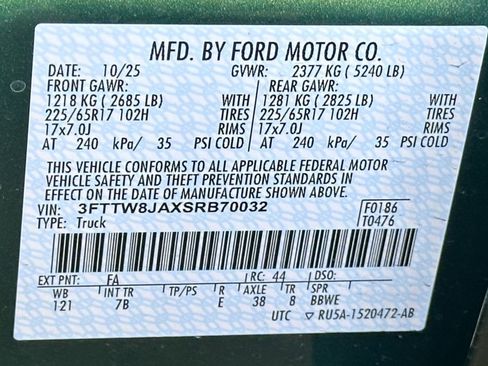 MFD. BY FORD MOTOR CO.
DATE: 10/25 GVWR: 2377 KG ( 5240 LB)
FRONT GAWR: REAR GAWR:
1218 KG ( 2685 LB) WITH 1281 KG ( 2825 LB) WITH
225/65R17 102H TIRES 225/65R17 102H TIRES
17x7.0J RIMS 17x7.0J RIMS
AT 240 kPa/ 35 PSI COLD AT 240 kPa/ 35 PSI COLD
THIS VEHICLE CONFORMS TO ALL APPLICABLE FEDERAL MOTOR
VEHICLE SAFETY AND THEFT PREVENTION STANDARDS IN
EFFECT ON THE DATE OF MANUFACTURE SHOWN ABOVE.
VIN: 3FTTW8JAXSRB70032 F0186
TYPE: Truck T0476
EXT PNT: FA RC: 44 DSO:
WB INT TR TP/PS R AXLE TR SPR
121 7B E 38 8 BBWE
UTC ▽ RU5A-1520472-AB